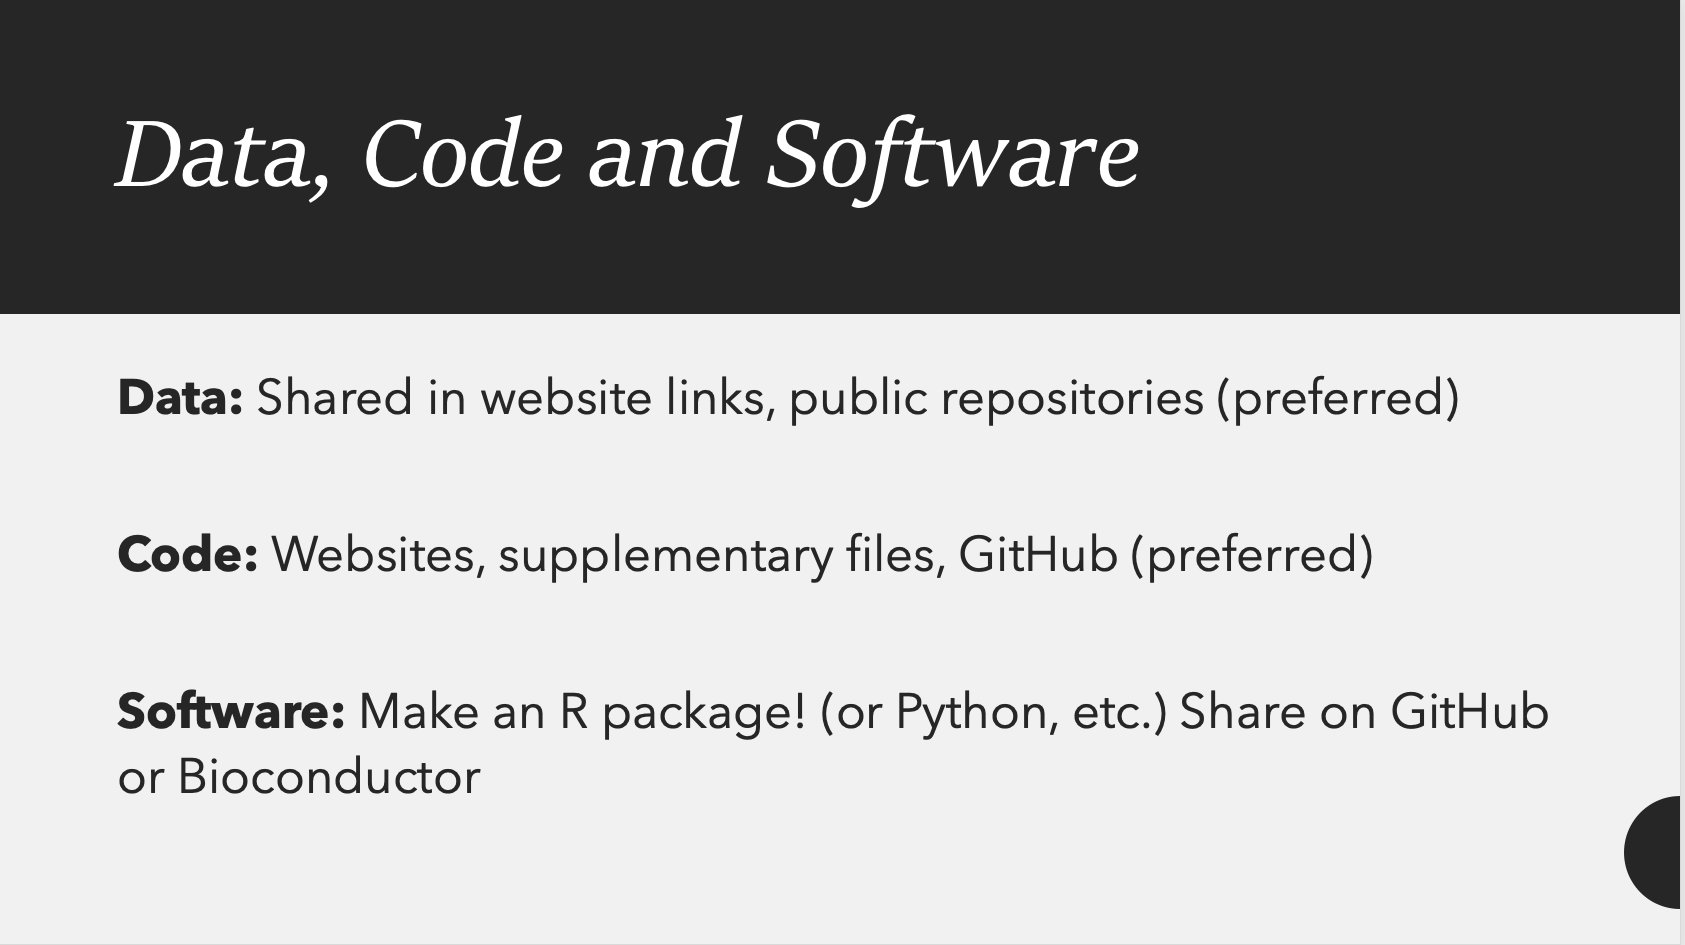 Data, Code and Software
Data: Shared in website links, public repositories (preferred)
Code: Websites, supplementary files, GitHub (preferred)
Software: Make an R package! (or Python, etc.) Share on GitHub
or Bioconductor